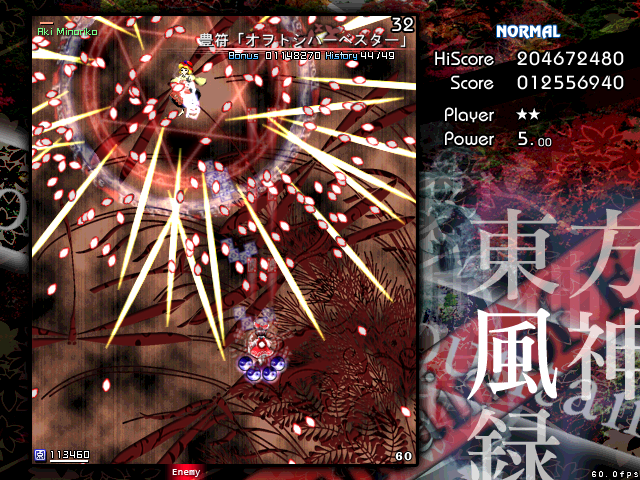 Aki Minoriko
32
豊符「オヲトシハーベスター」
Bonus 01148270 History 44/49
NORMAL
HiScore 204672480
Score 012556940
Player ★★
Power 5.00
東方
風神
録
113460
60
Enemy
60.0fps